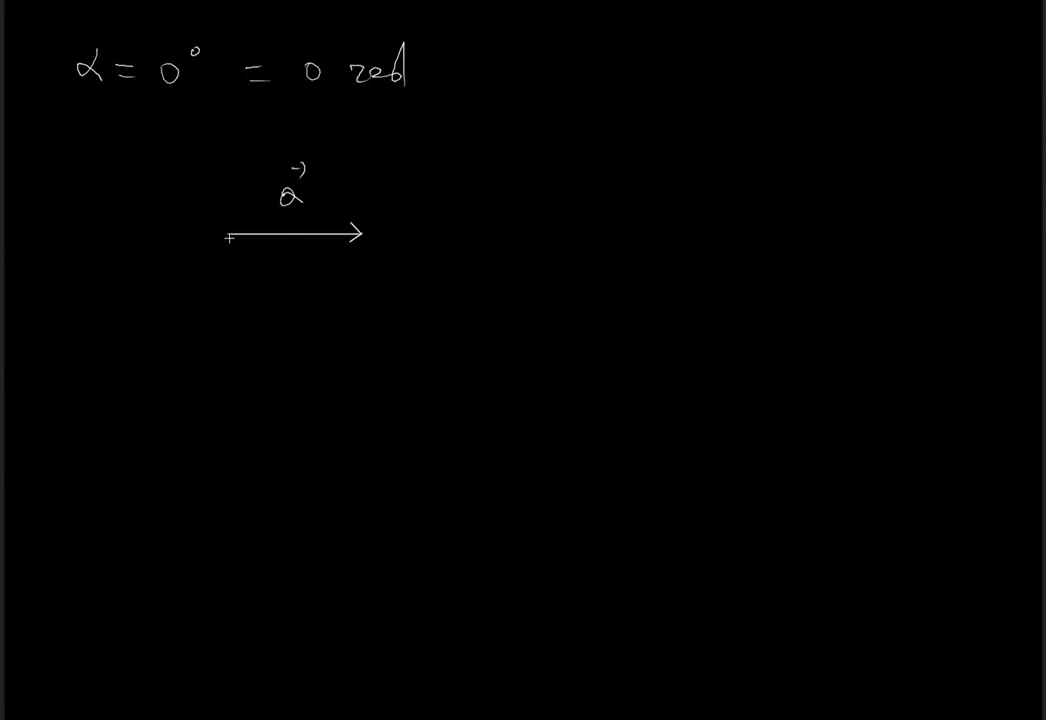 α = 0° = 0 rad
a⃗